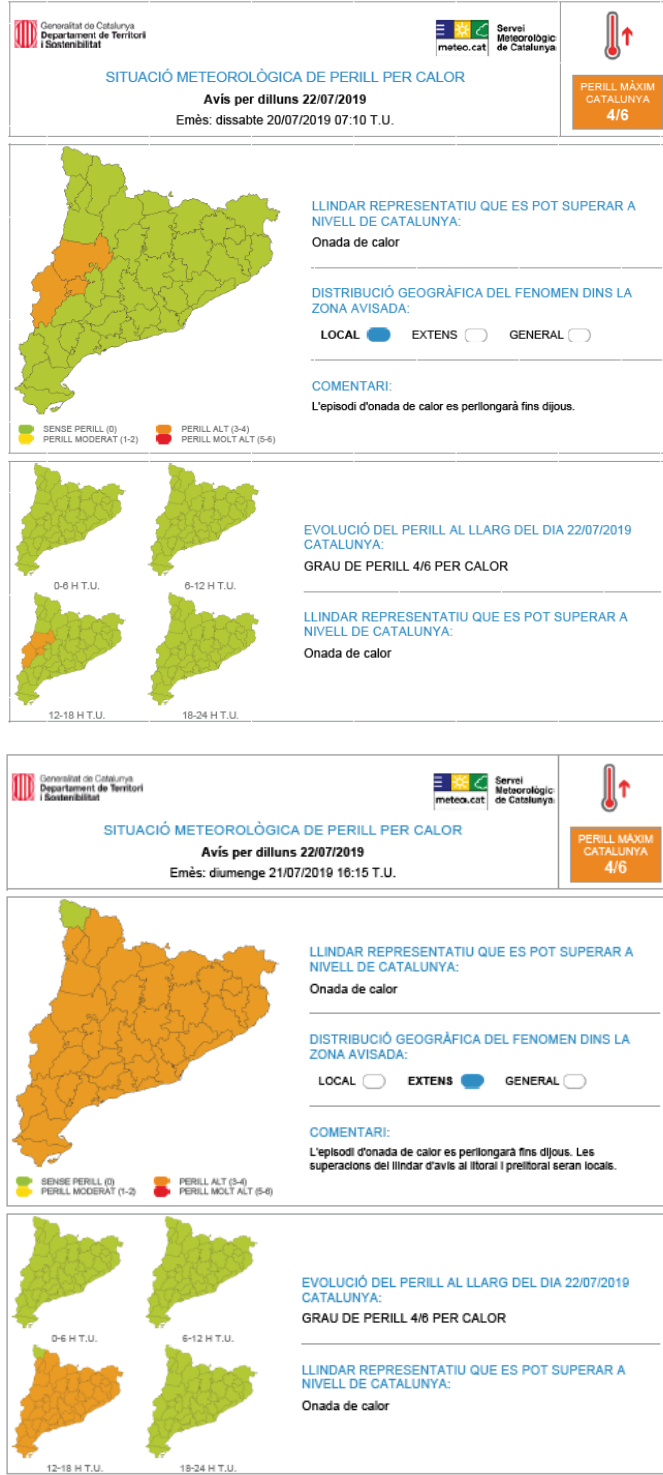 Generalitat de Catalunya
Departament de Territori
i Sostenibilitat
meteo.cat
Servei
Meteorològic
de Catalunya
SITUACIÓ METEOROLÒGICA DE PERILL PER CALOR
Avís per dilluns 22/07/2019
Emès: dissabte 20/07/2019 07:10 T.U.
PERILL MÀXIM
CATALUNYA
4/6
LLINDAR REPRESENTATIU QUE ES POT SUPERAR A
NIVELL DE CATALUNYA:
Onada de calor
DISTRIBUCIÓ GEOGRÀFICA DEL FENOMEN DINS LA
ZONA AVISADA:
LOCAL EXTENS GENERAL
COMENTARI:
L'episodi d'onada de calor es perllongarà fins dijous.
SENSE PERILL (0) PERILL ALT (3-4)
PERILL MODERAT (1-2) PERILL MOLT ALT (5-6)
0-6 H T.U. 6-12 H T.U.
12-18 H T.U. 18-24 H T.U.
EVOLUCIÓ DEL PERILL AL LLARG DEL DIA 22/07/2019
CATALUNYA:
GRAU DE PERILL 4/6 PER CALOR
LLINDAR REPRESENTATIU QUE ES POT SUPERAR A
NIVELL DE CATALUNYA:
Onada de calor
Generalitat de Catalunya
Departament de Territori
i Sostenibilitat
meteo.cat
Servei
Meteorològic
de Catalunya
SITUACIÓ METEOROLÒGICA DE PERILL PER CALOR
Avís per dilluns 22/07/2019
Emès: diumenge 21/07/2019 16:15 T.U.
PERILL MÀXIM
CATALUNYA
4/6
LLINDAR REPRESENTATIU QUE ES POT SUPERAR A
NIVELL DE CATALUNYA:
Onada de calor
DISTRIBUCIÓ GEOGRÀFICA DEL FENOMEN DINS LA
ZONA AVISADA:
LOCAL EXTENS GENERAL
COMENTARI:
L'episodi d'onada de calor es perllongarà fins dijous. Les
superacions del llindar d'avís al litoral i prelitoral seran locals.
SENSE PERILL (0) PERILL ALT (3-4)
PERILL MODERAT (1-2) PERILL MOLT ALT (5-6)
0-6 H T.U. 6-12 H T.U.
12-18 H T.U. 18-24 H T.U.
EVOLUCIÓ DEL PERILL AL LLARG DEL DIA 22/07/2019
CATALUNYA:
GRAU DE PERILL 4/6 PER CALOR
LLINDAR REPRESENTATIU QUE ES POT SUPERAR A
NIVELL DE CATALUNYA:
Onada de calor